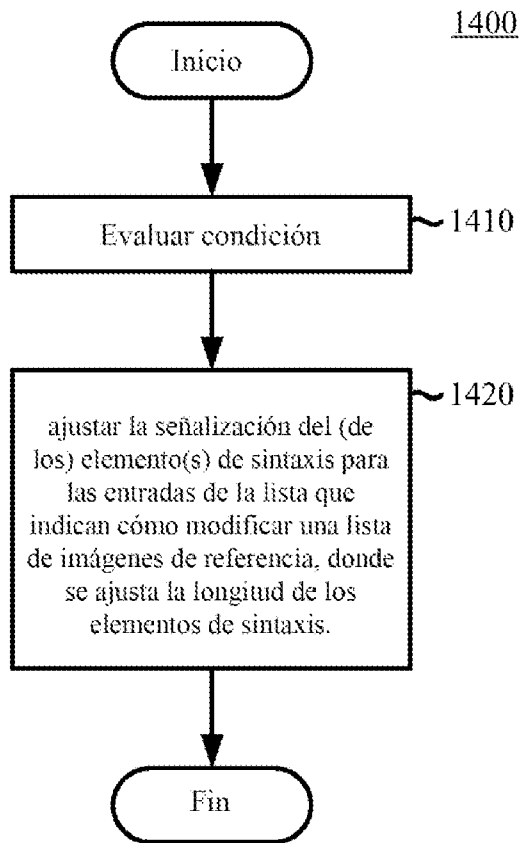 1400
Inicio
Evaluar condición
1410
1420
ajustar la señalización del (de
los) elemento(s) de sintaxis para
las entradas de la lista que
indican cómo modificar una lista
de imágenes de referencia, donde
se ajusta la longitud de los
elementos de sintaxis.
Fin